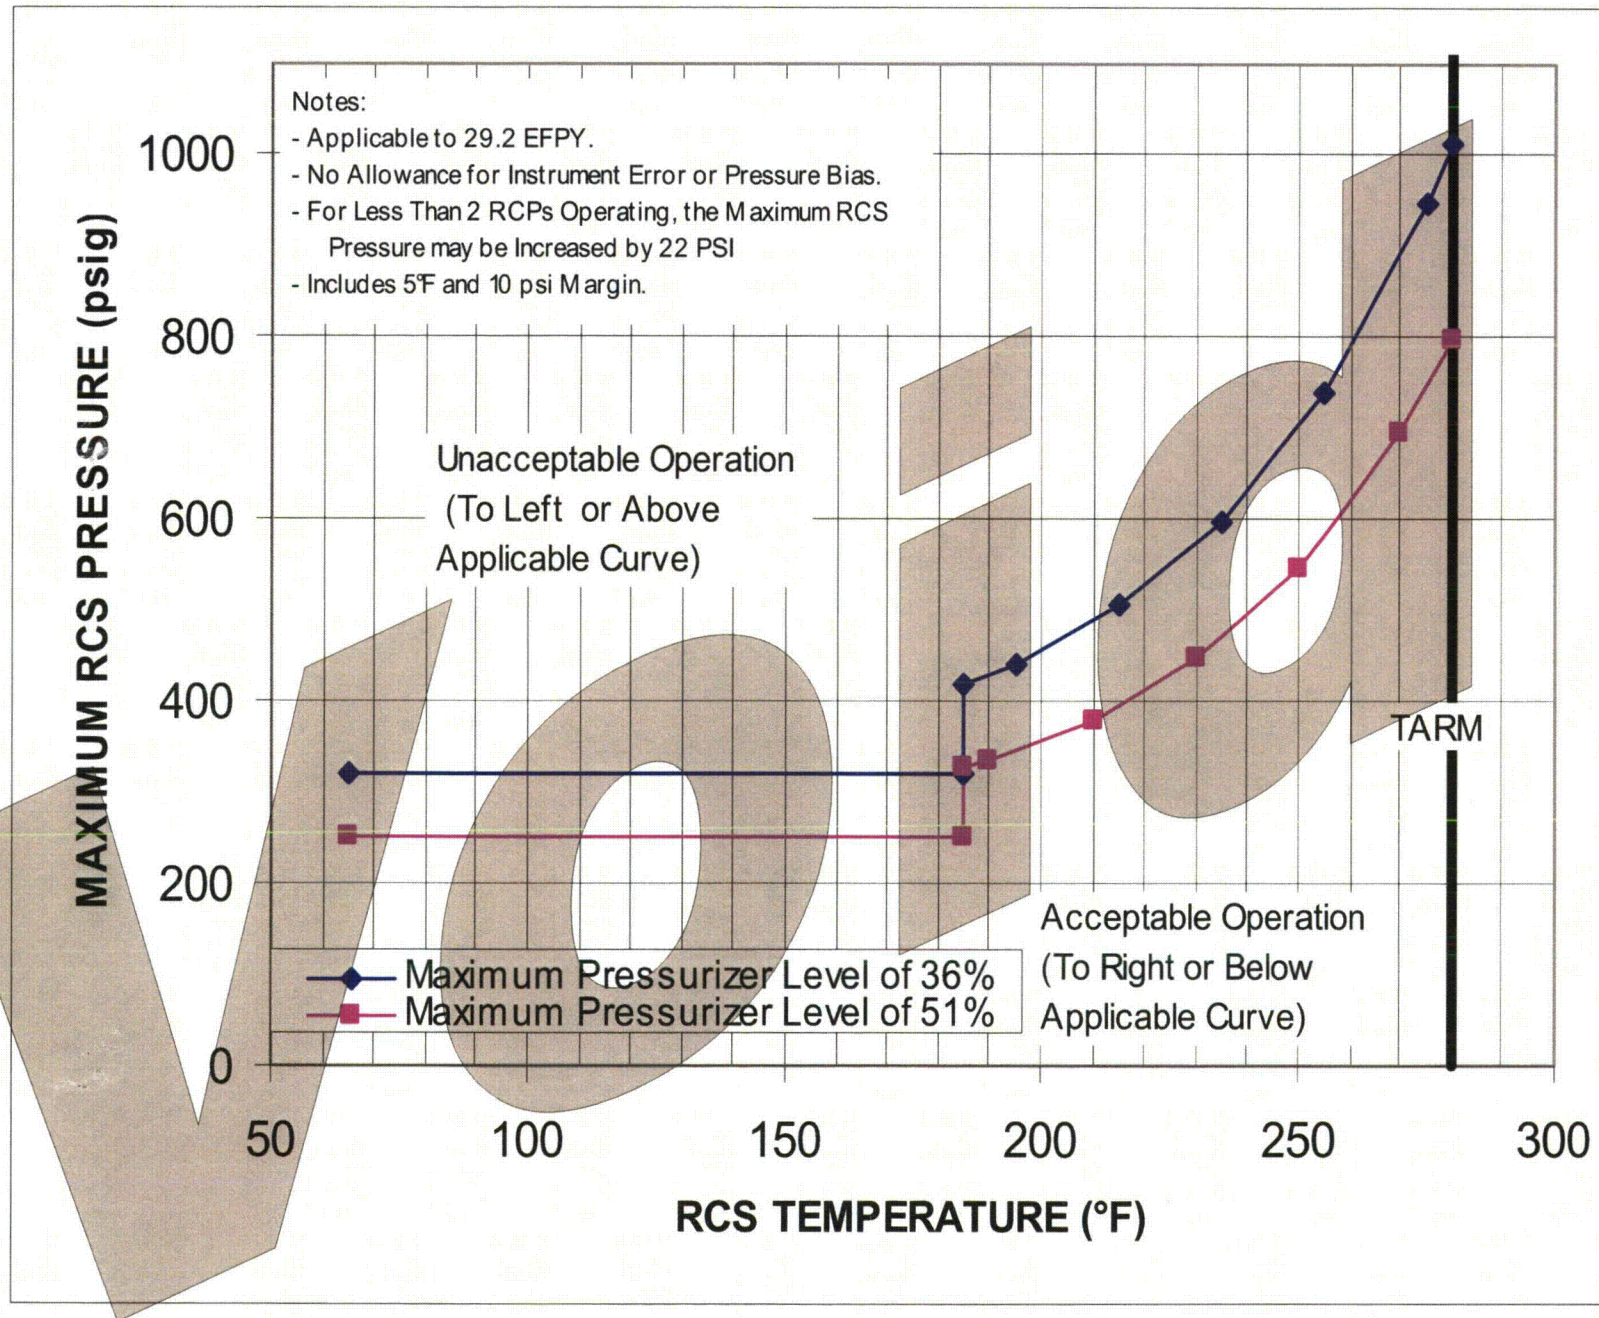 Notes:
- Applicable to 29.2 EFPY.
- No Allowance for Instrument Error or Pressure Bias.
- For Less Than 2 RCPs Operating, the Maximum RCS
Pressure may be Increased by 22 PSI
- Includes 5°F and 10 psi Margin.
MAXIMUM RCS PRESSURE (psig)
1000
800
600
400
200
0
Unacceptable Operation
(To Left or Above
Applicable Curve)
Void
TARM
Acceptable Operation
(To Right or Below
Applicable Curve)
Maximum Pressurizer Level of 36%
Maximum Pressurizer Level of 51%
50 100 150 200 250 300
RCS TEMPERATURE (°F)